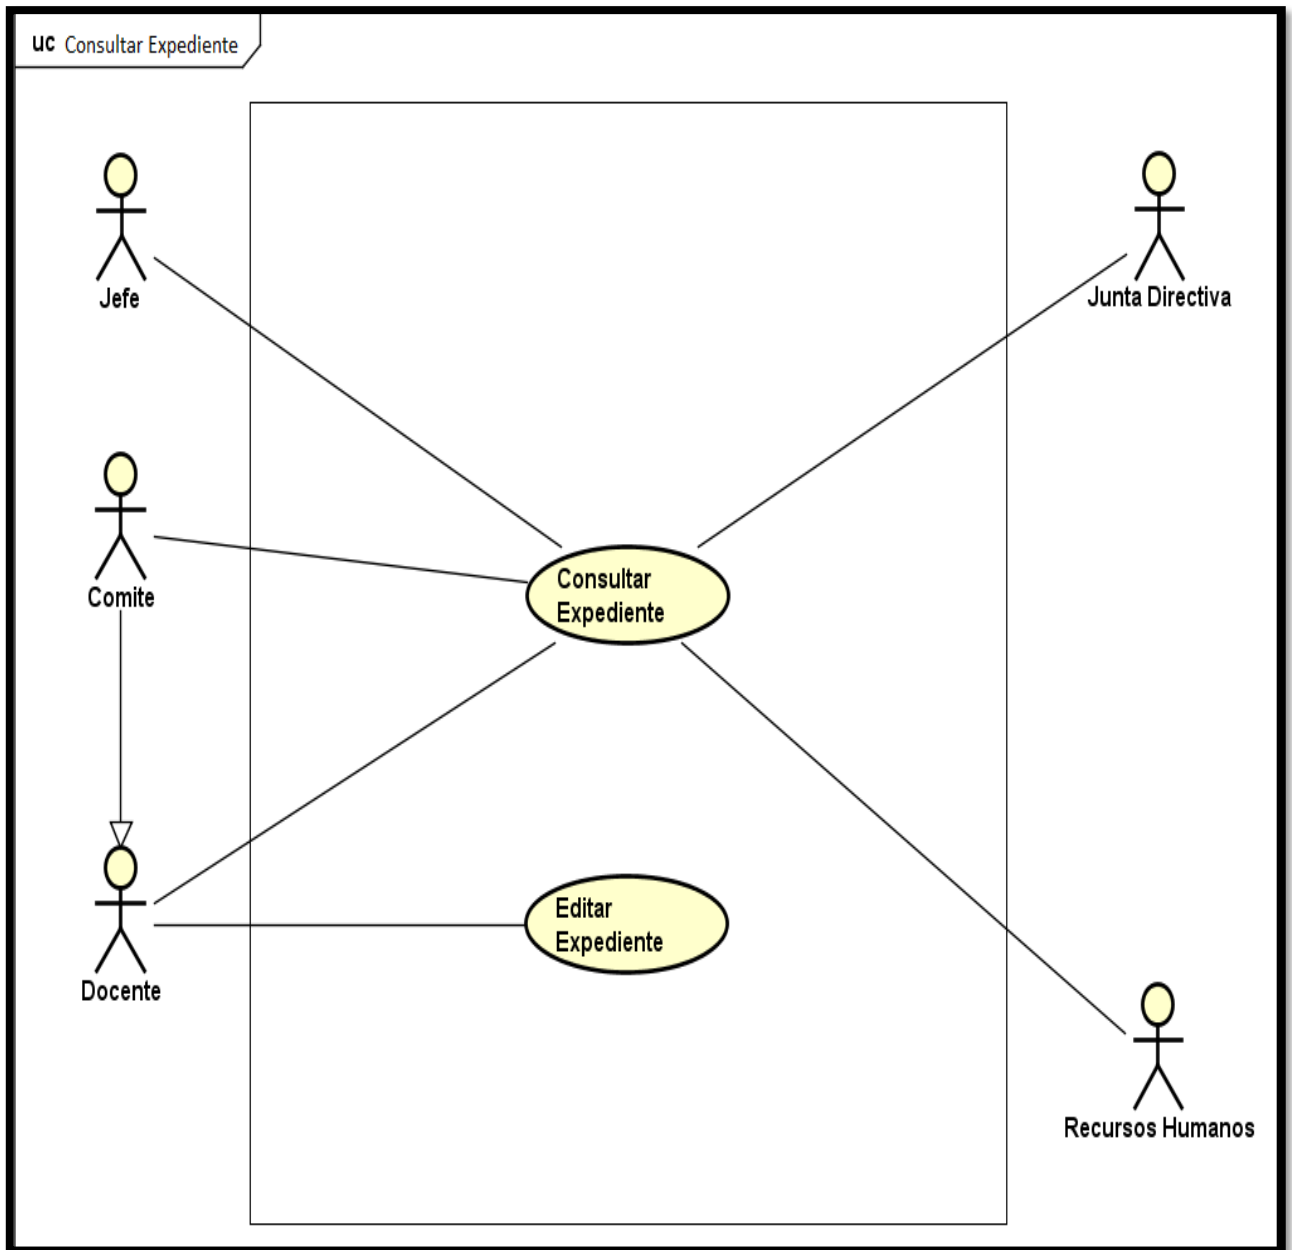 uc Consultar Expediente
Jefe
Junta Directiva
Comite
Consultar
Expediente
Editar
Expediente
Docente
Recursos Humanos